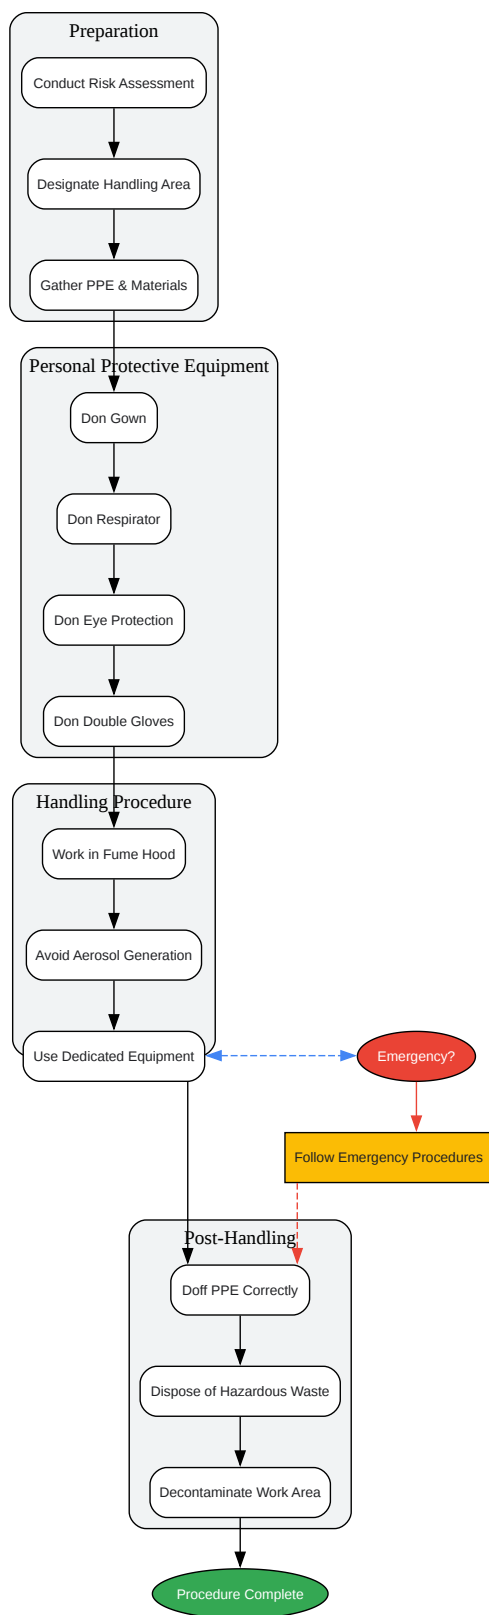 Preparation
Conduct Risk Assessment
Designate Handling Area
Gather PPE & Materials
Personal Protective Equipment
Don Gown
Don Respirator
Don Eye Protection
Don Double Gloves
Handling Procedure
Work in Fume Hood
Avoid Aerosol Generation
Use Dedicated Equipment
Emergency?
Follow Emergency Procedures
Post-Handling
Doff PPE Correctly
Dispose of Hazardous Waste
Decontaminate Work Area
Procedure Complete